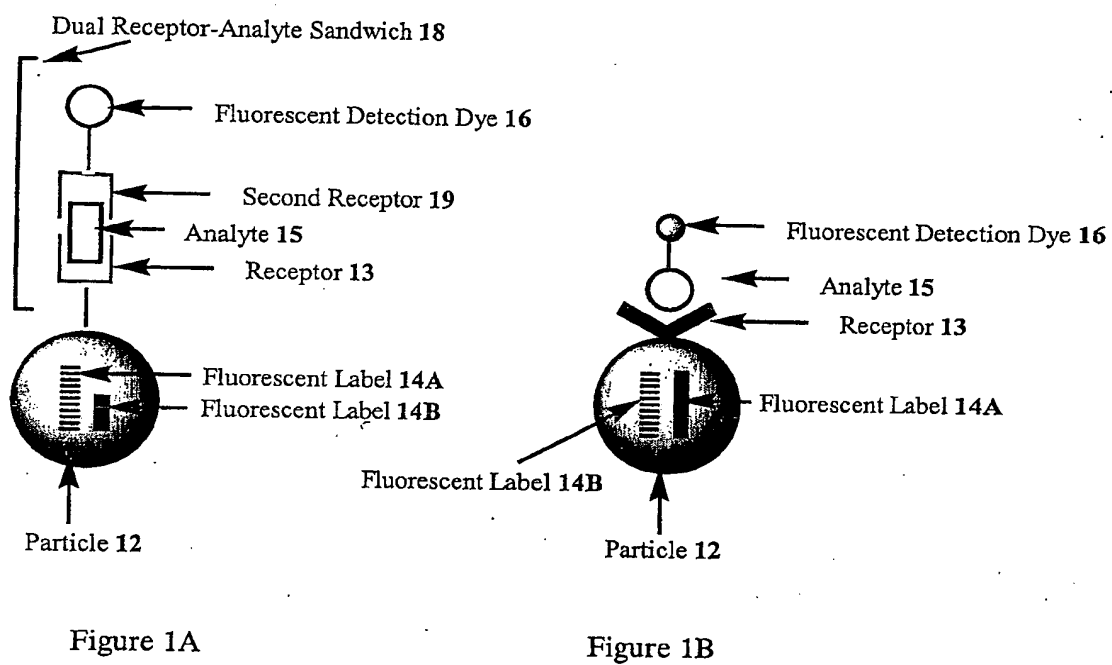 Dual Receptor-Analyte Sandwich 18
Fluorescent Detection Dye 16
Second Receptor 19
Analyte 15
Receptor 13
Fluorescent Label 14A
Fluorescent Label 14B
Particle 12
Figure 1A
Fluorescent Detection Dye 16
Analyte 15
Receptor 13
Fluorescent Label 14A
Fluorescent Label 14B
Particle 12
Figure 1B